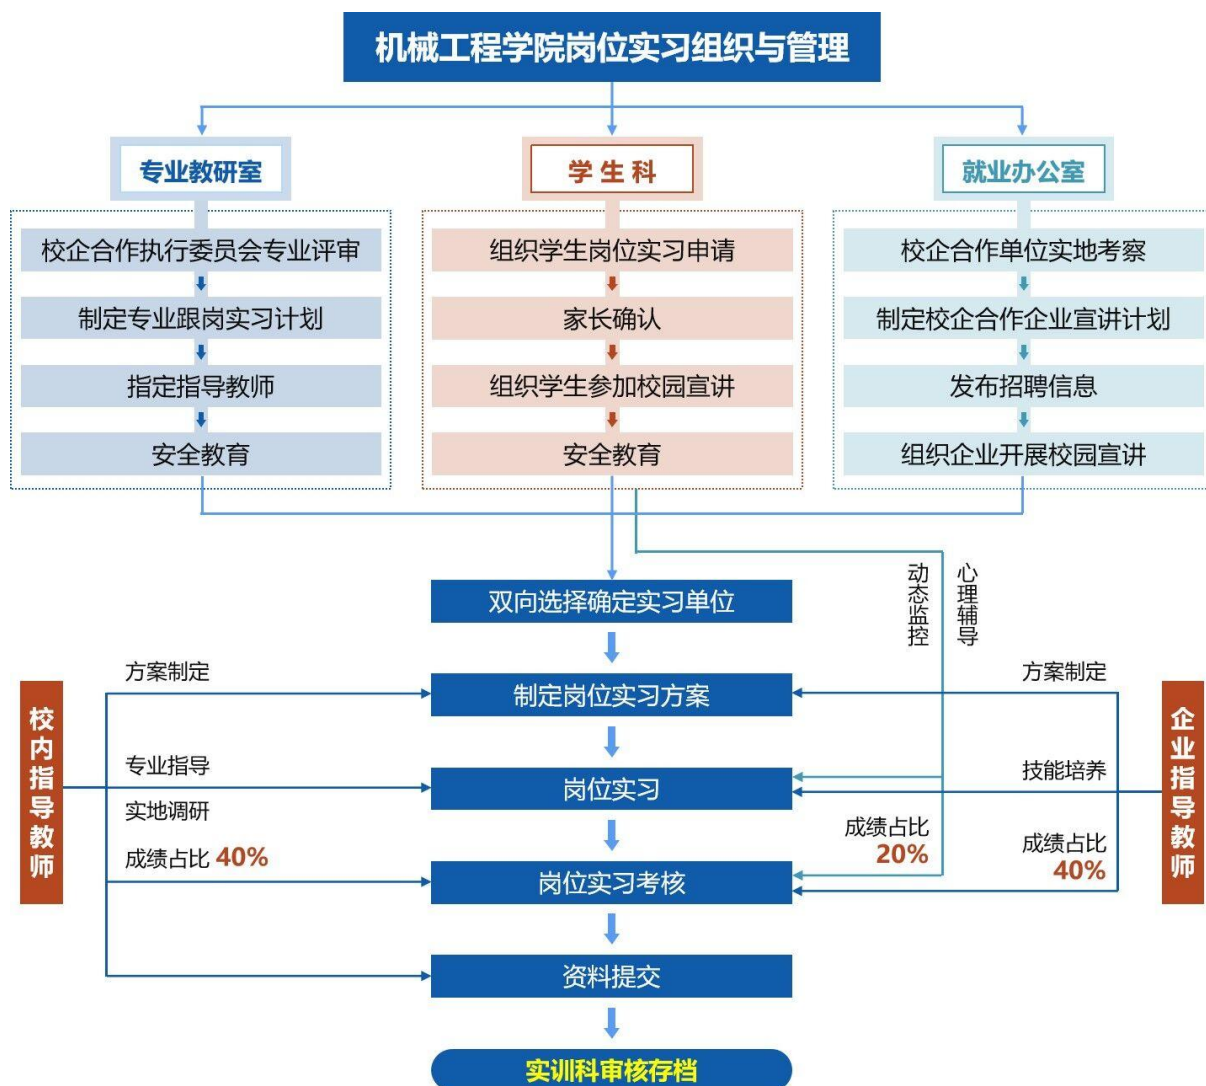 机械工程学院岗位实习组织与管理
专业教研室
校企合作执行委员会专业评审
制定专业跟岗实习计划
指定指导教师
安全教育
学生科
组织学生岗位实习申请
家长确认
组织学生参加校园宣讲
安全教育
就业办公室
校企合作单位实地考察
制定校企合作企业宣讲计划
发布招聘信息
组织企业开展校园宣讲
双向选择确定实习单位
动态监控
心理辅导
校内指导教师
方案制定
制定岗位实习方案
方案制定
企业指导教师
专业指导
实地调研
岗位实习
技能培养
成绩占比 40%
岗位实习考核
成绩占比
20%
成绩占比
40%
资料提交
实训科审核存档